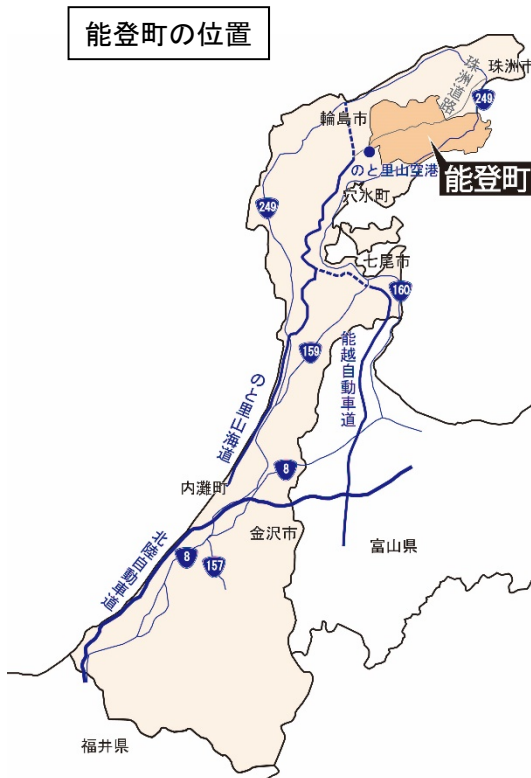 能登町の位置
珠洲市
珠洲道路
249
輪島市
のと里山空港
能登町
穴水町
249
七尾市
160
159
能越自動車道
のと里山海道
8
内灘町
金沢市
富山県
北陸自動車道
8
157
福井県